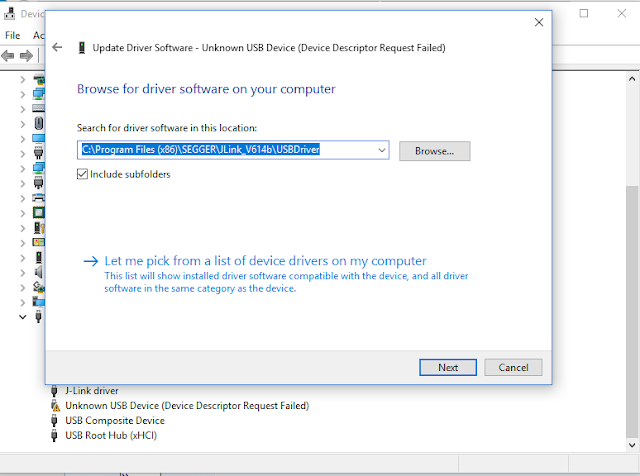 Device
File
Ac
Update Driver Software - Unknown USB Device (Device Descriptor Request Failed)
Browse for driver software on your computer
Search for driver software in this location:
C:\Program Files (x86)\SEGGER\JLink_V614b\USBDriver
Browse...
Include subfolders
Let me pick from a list of device drivers on my computer
This list will show installed driver software compatible with the device, and all driver
software in the same category as the device.
Next
Cancel
J-Link driver
Unknown USB Device (Device Descriptor Request Failed)
USB Composite Device
USB Root Hub (xHCI)